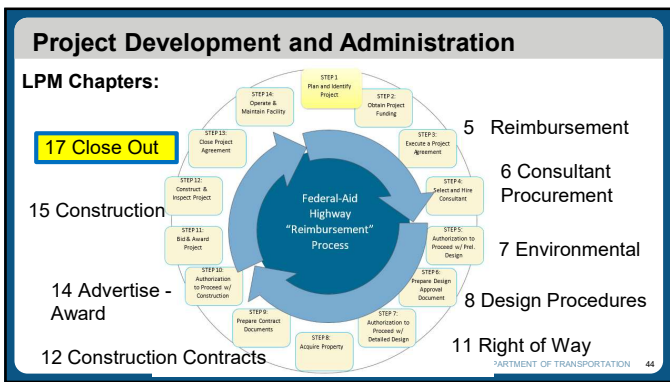 Project Development and Administration
LPM Chapters:
STEP 1
Plan and Identify
Project
STEP 2:
Obtain Project
Funding
STEP 3:
Execute a Project
Agreement
STEP 4:
Select and Hire
Consultant
STEP 5:
Authorization to
Proceed w/ Prel.
Design
STEP 6:
Prepare Design
Approval
Document
STEP 7:
Authorization to
Proceed w/
Detailed Design
STEP 8:
Acquire Property
STEP 9:
Prepare Contract
Documents
STEP 10:
Authorization
to Proceed w/
Construction
STEP 11:
Bid & Award
Project
STEP 12:
Construct &
Inspect Project
STEP 13:
Close Project
Agreement
STEP 14:
Operate &
Maintain Facility
Federal-Aid
Highway
“Reimbursement”
Process
5 Reimbursement
6 Consultant
Procurement
7 Environmental
8 Design Procedures
11 Right of Way
12 Construction Contracts
14 Advertise -
Award
15 Construction
17 Close Out
PARTMENT OF TRANSPORTATION 44